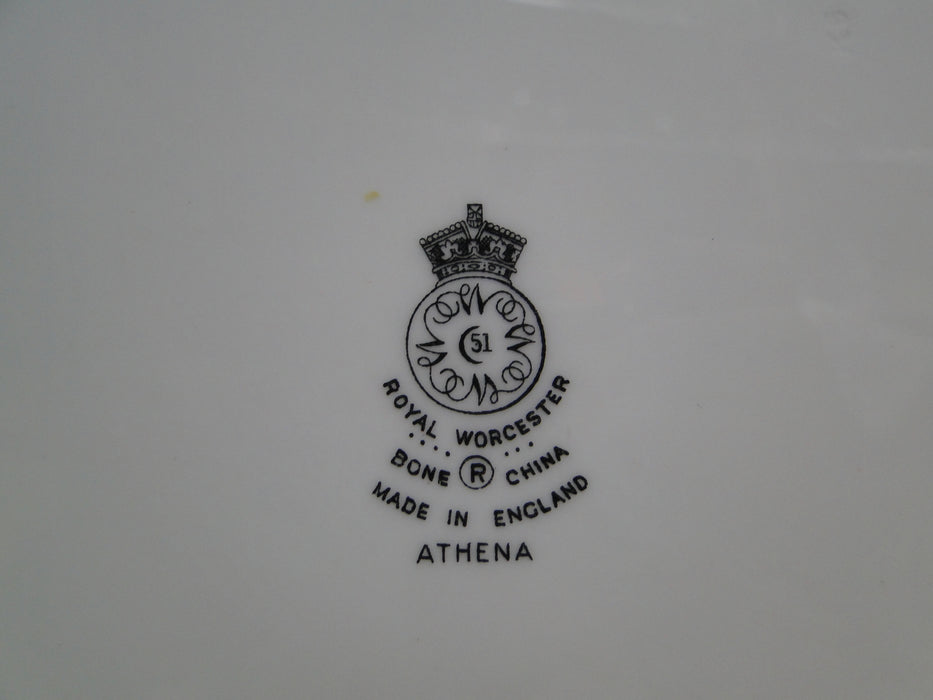 51
ROYAL WORCESTER
BONE ® CHINA
MADE IN ENGLAND
ATHENA